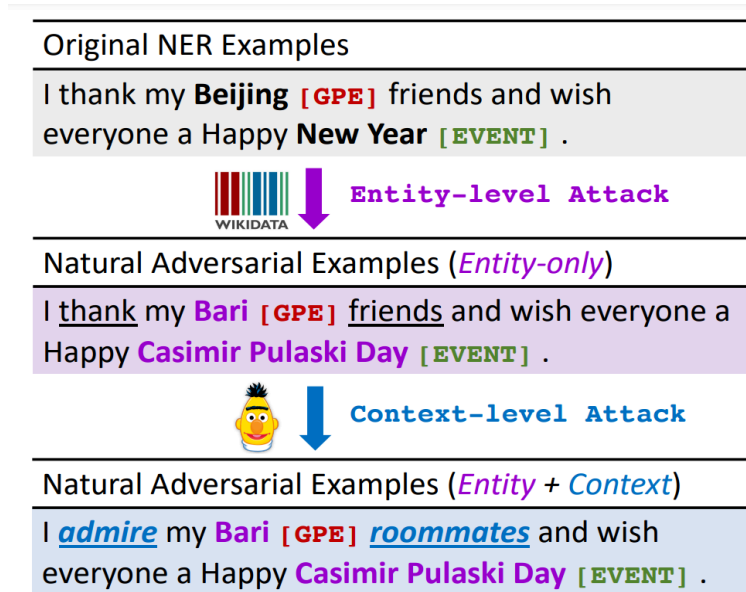 Original NER Examples
I thank my Beijing [GPE] friends and wish
everyone a Happy New Year [EVENT] .
WIKIDATA
Entity-level Attack
Natural Adversarial Examples (Entity-only)
I thank my Bari [GPE] friends and wish everyone a
Happy Casimir Pulaski Day [EVENT] .
Context-level Attack
Natural Adversarial Examples (Entity + Context)
I admire my Bari [GPE] roommates and wish
everyone a Happy Casimir Pulaski Day [EVENT] .